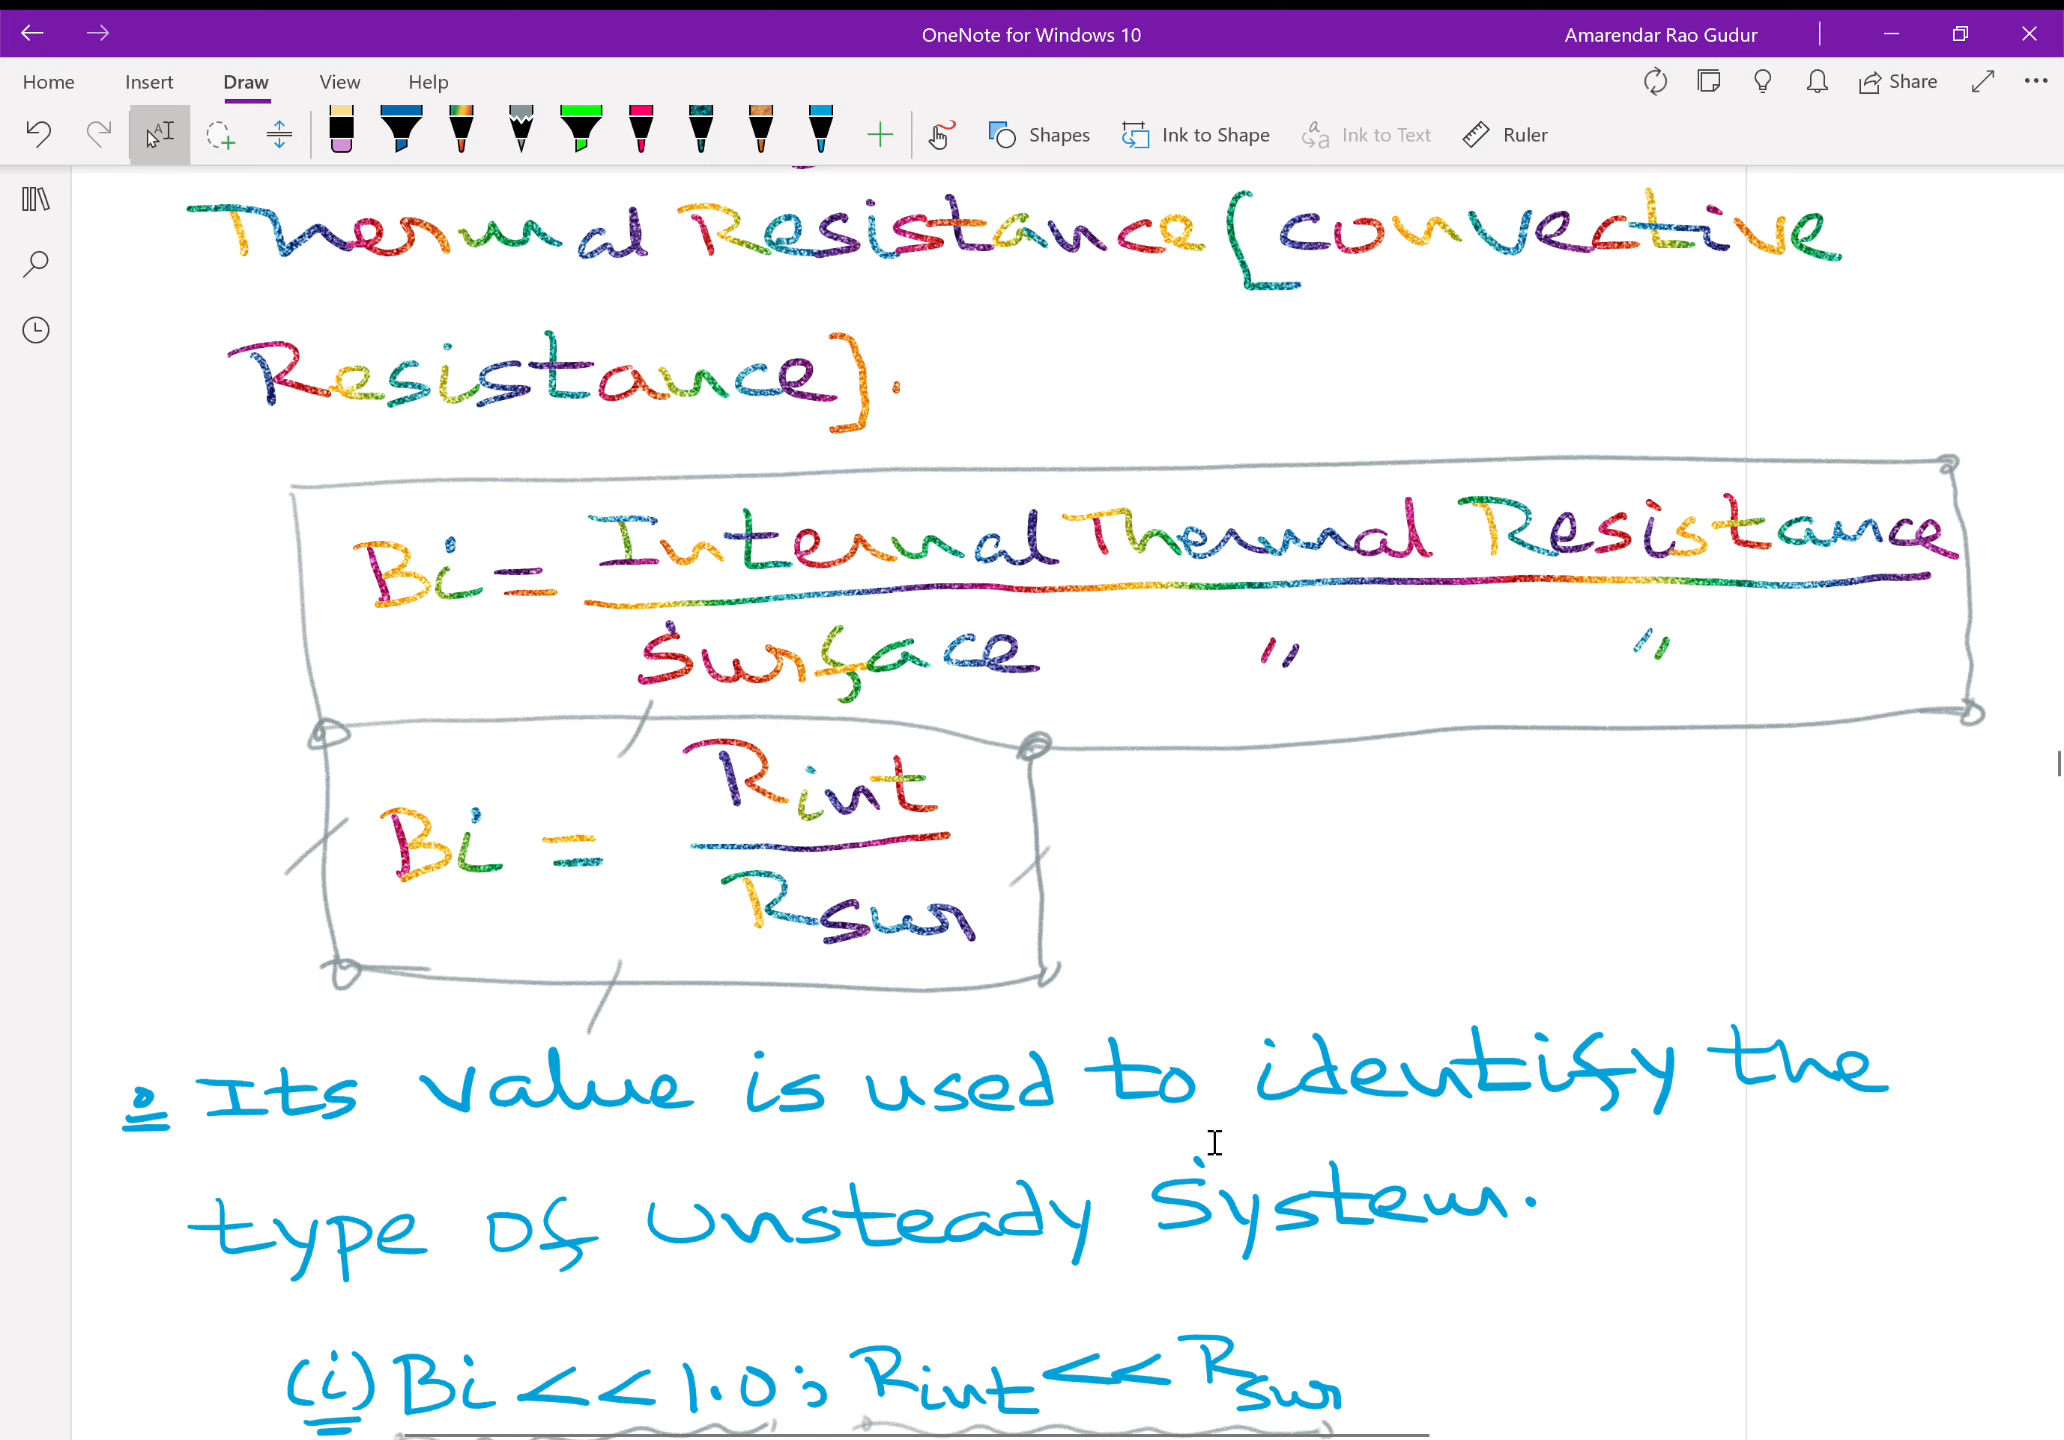 OneNote for Windows 10
Amarendar Rao Gudur
Home Insert Draw View Help
Share
Shapes Ink to Shape Ink to Text Ruler
Thermal Resistance [convective
Resistance].
Bi = Internal Thermal Resistance
Surface " "
Bi = Rint
Rsur
Its value is used to identify the
type of unsteady system.
(i) Bi << 1.0; Rint << Rsur